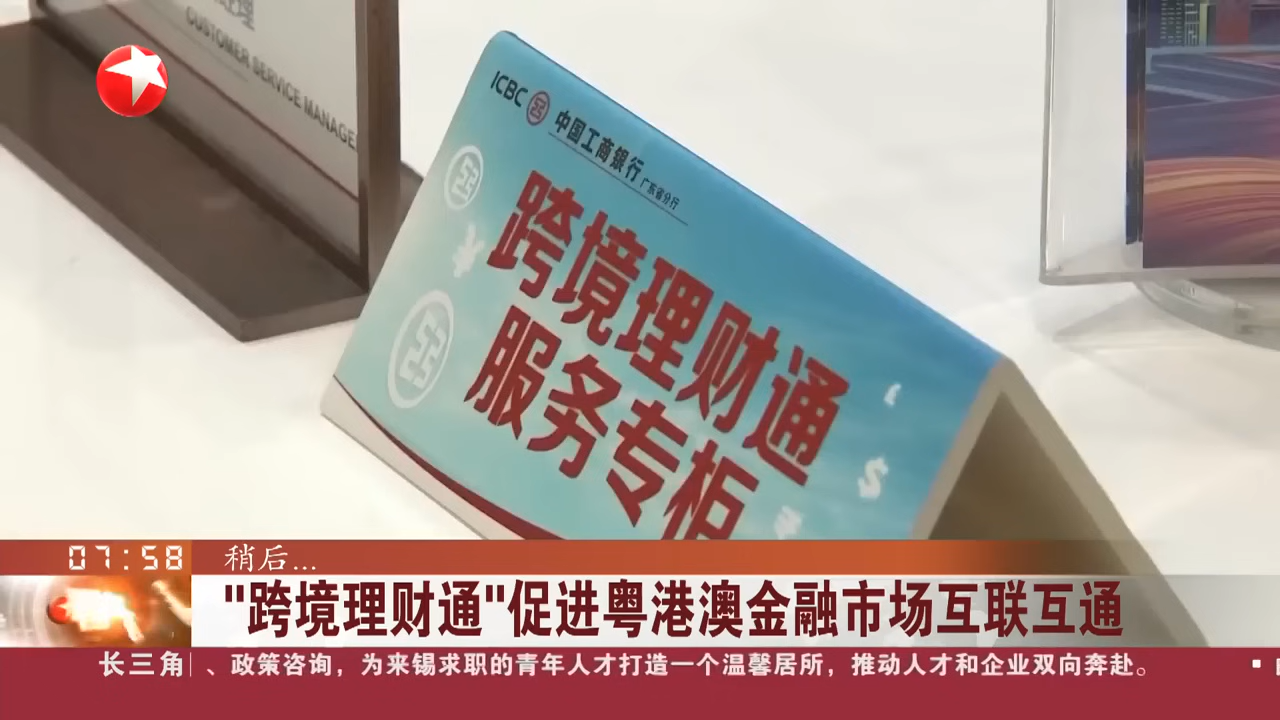 CUSTOMER SERVICE MANAGE
ICBC 中国工商银行 广东省分行
跨境理财通
服务专柜
07:58 稍后...
"跨境理财通"促进粤港澳金融市场互联互通
长三角 、政策咨询，为来锡求职的青年人才打造一个温馨居所，推动人才和企业双向奔赴。